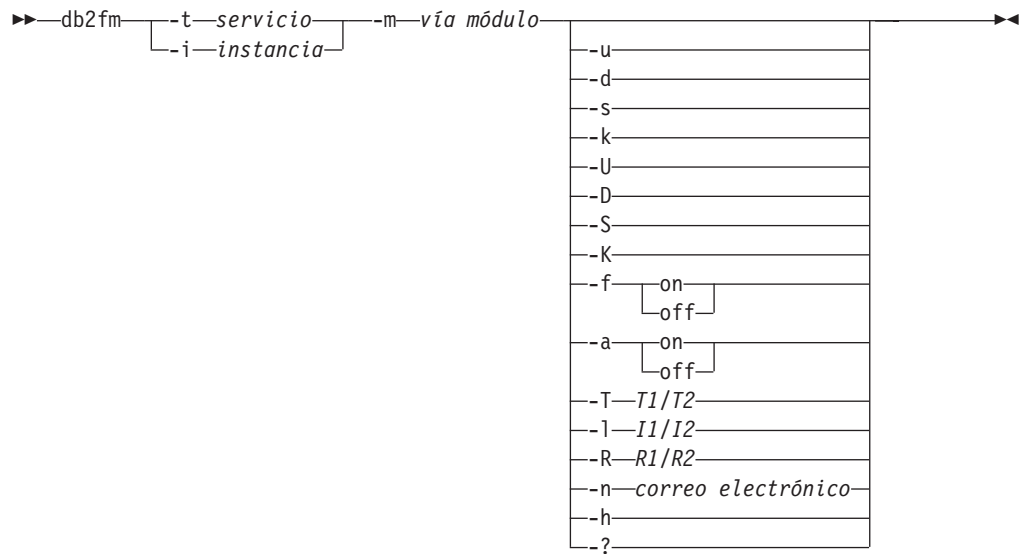 db2fm -t servicio -m vía módulo
-i instancia
-u
-d
-s
-k
-U
-D
-S
-K
-f on
off
-a on
off
-T T1/T2
-l I1/I2
-R R1/R2
-n correo electrónico
-h
-?